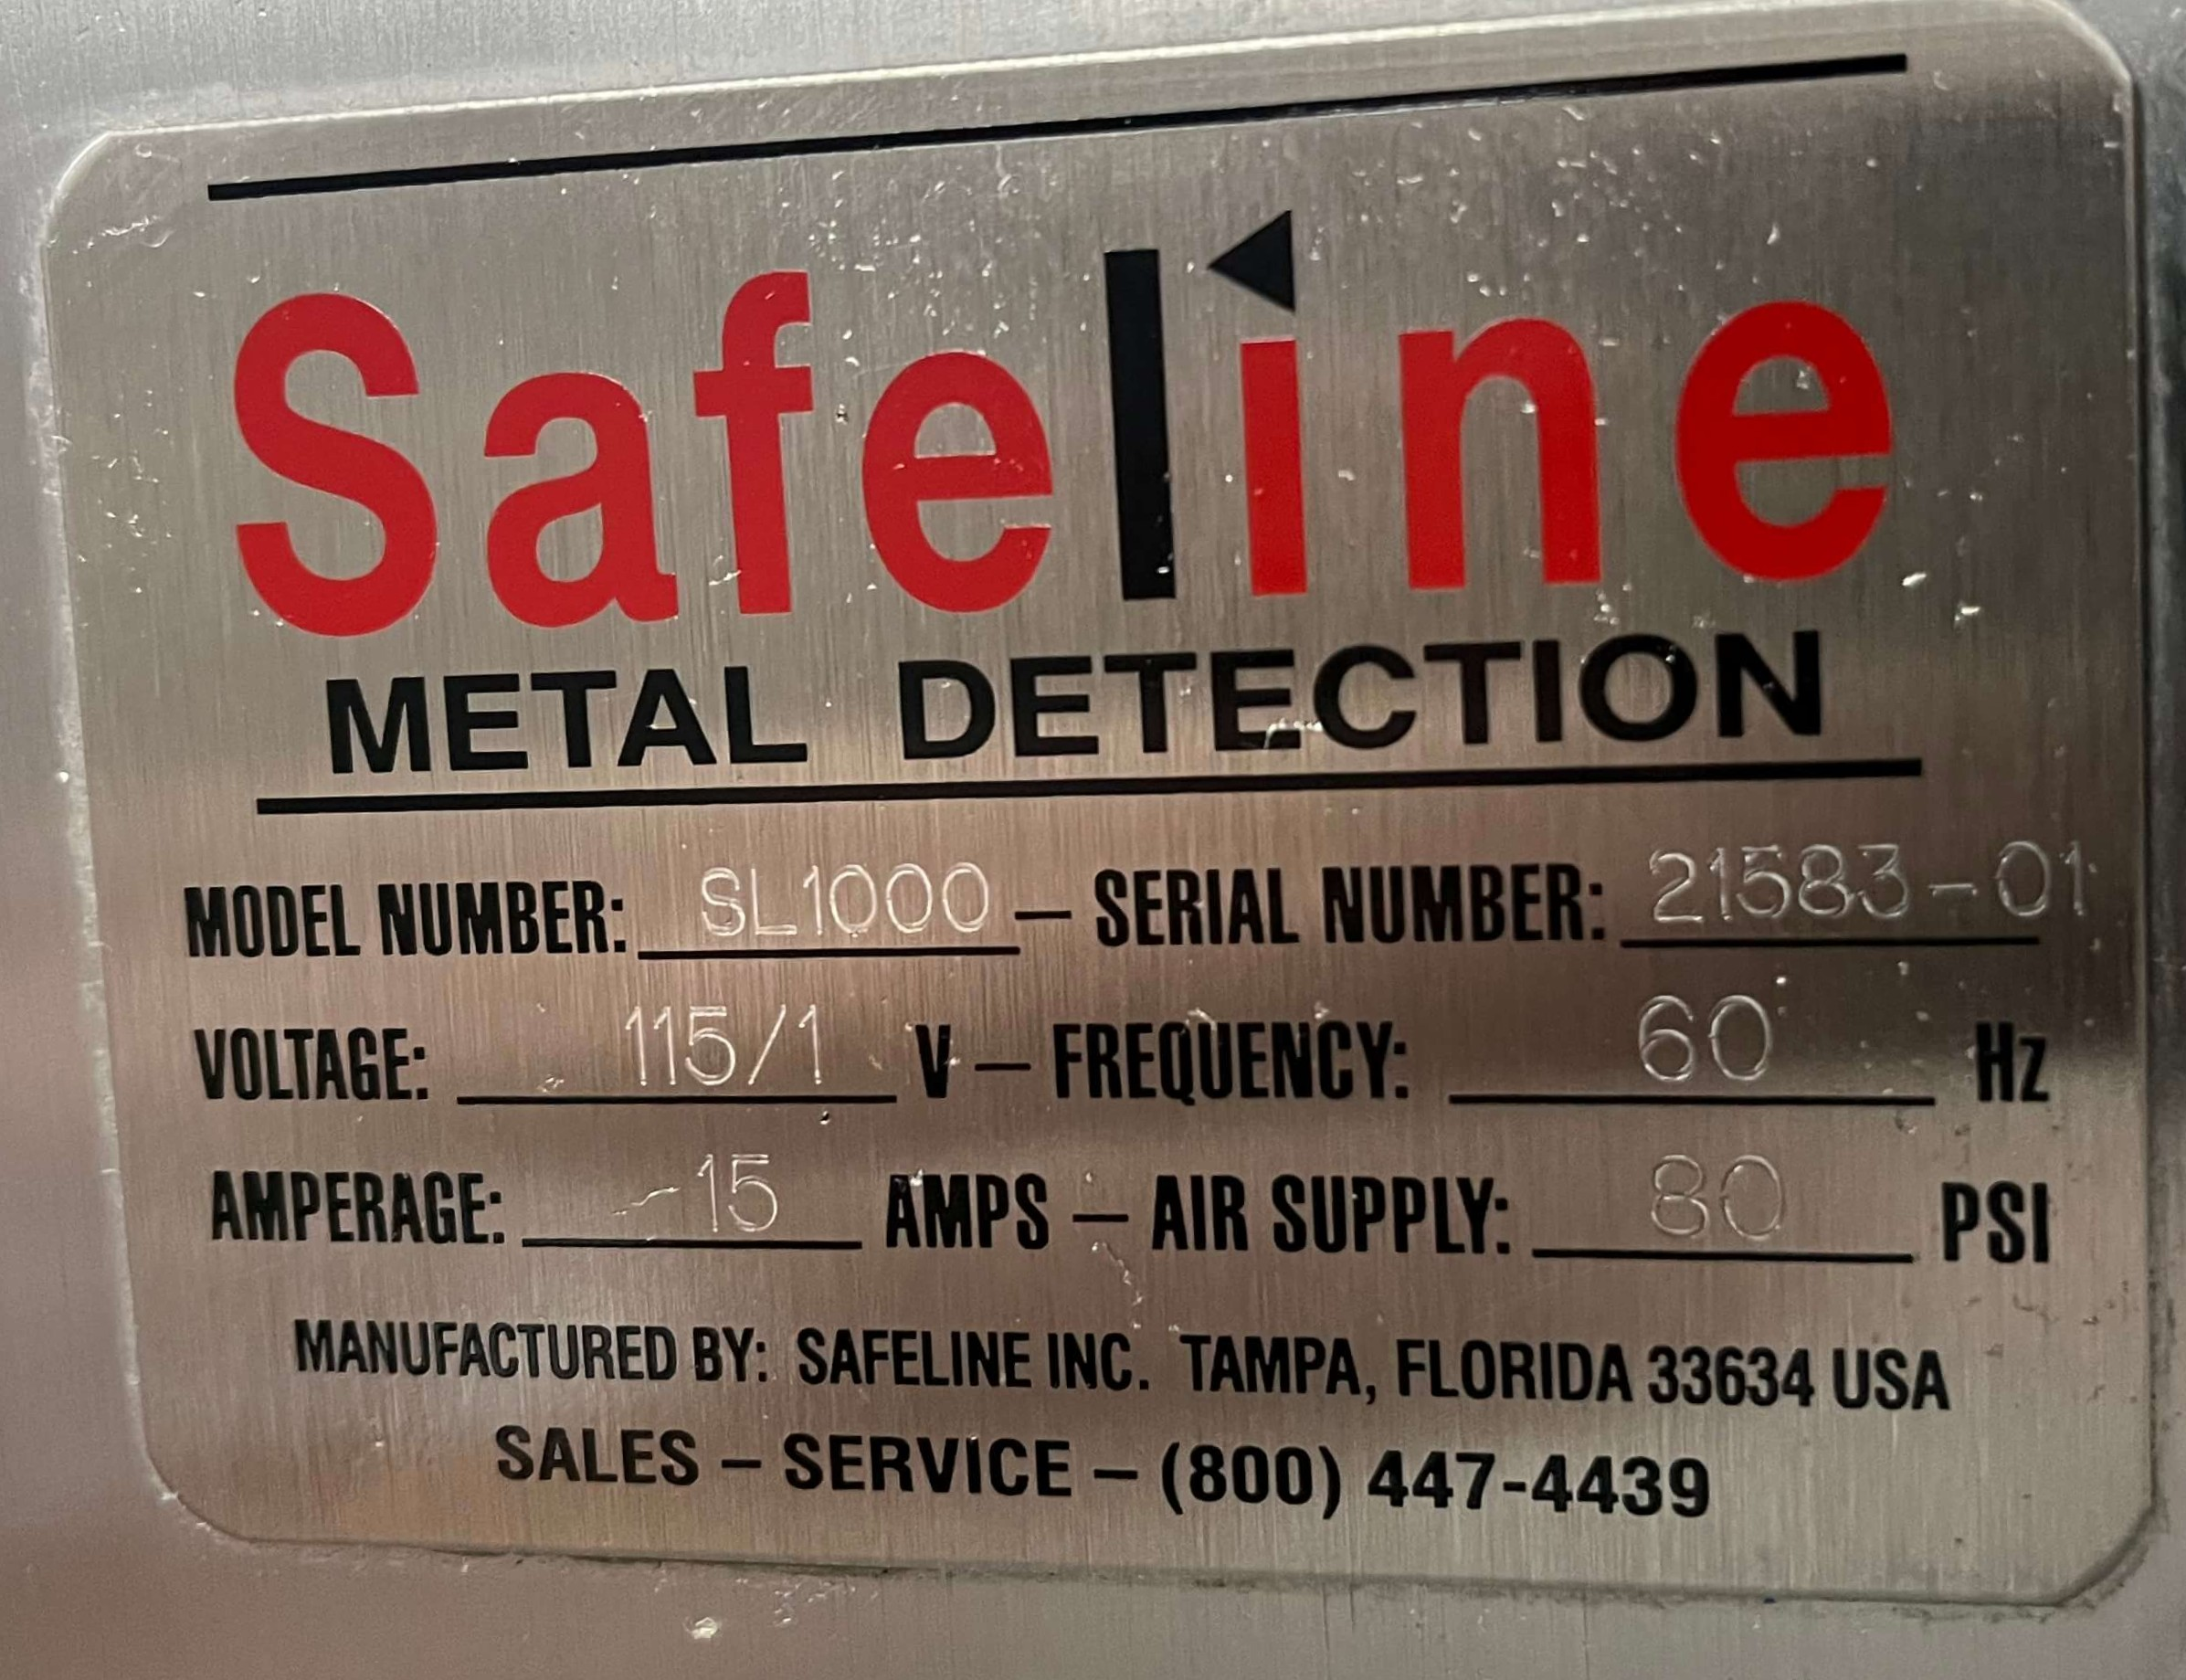 Safeline
METAL DETECTION
MODEL NUMBER: SL1000 – SERIAL NUMBER: 21583-01
VOLTAGE: 115/1 V – FREQUENCY: 60 Hz
AMPERAGE: 15 AMPS – AIR SUPPLY: 80 PSI
MANUFACTURED BY: SAFELINE INC. TAMPA, FLORIDA 33634 USA
SALES – SERVICE – (800) 447-4439